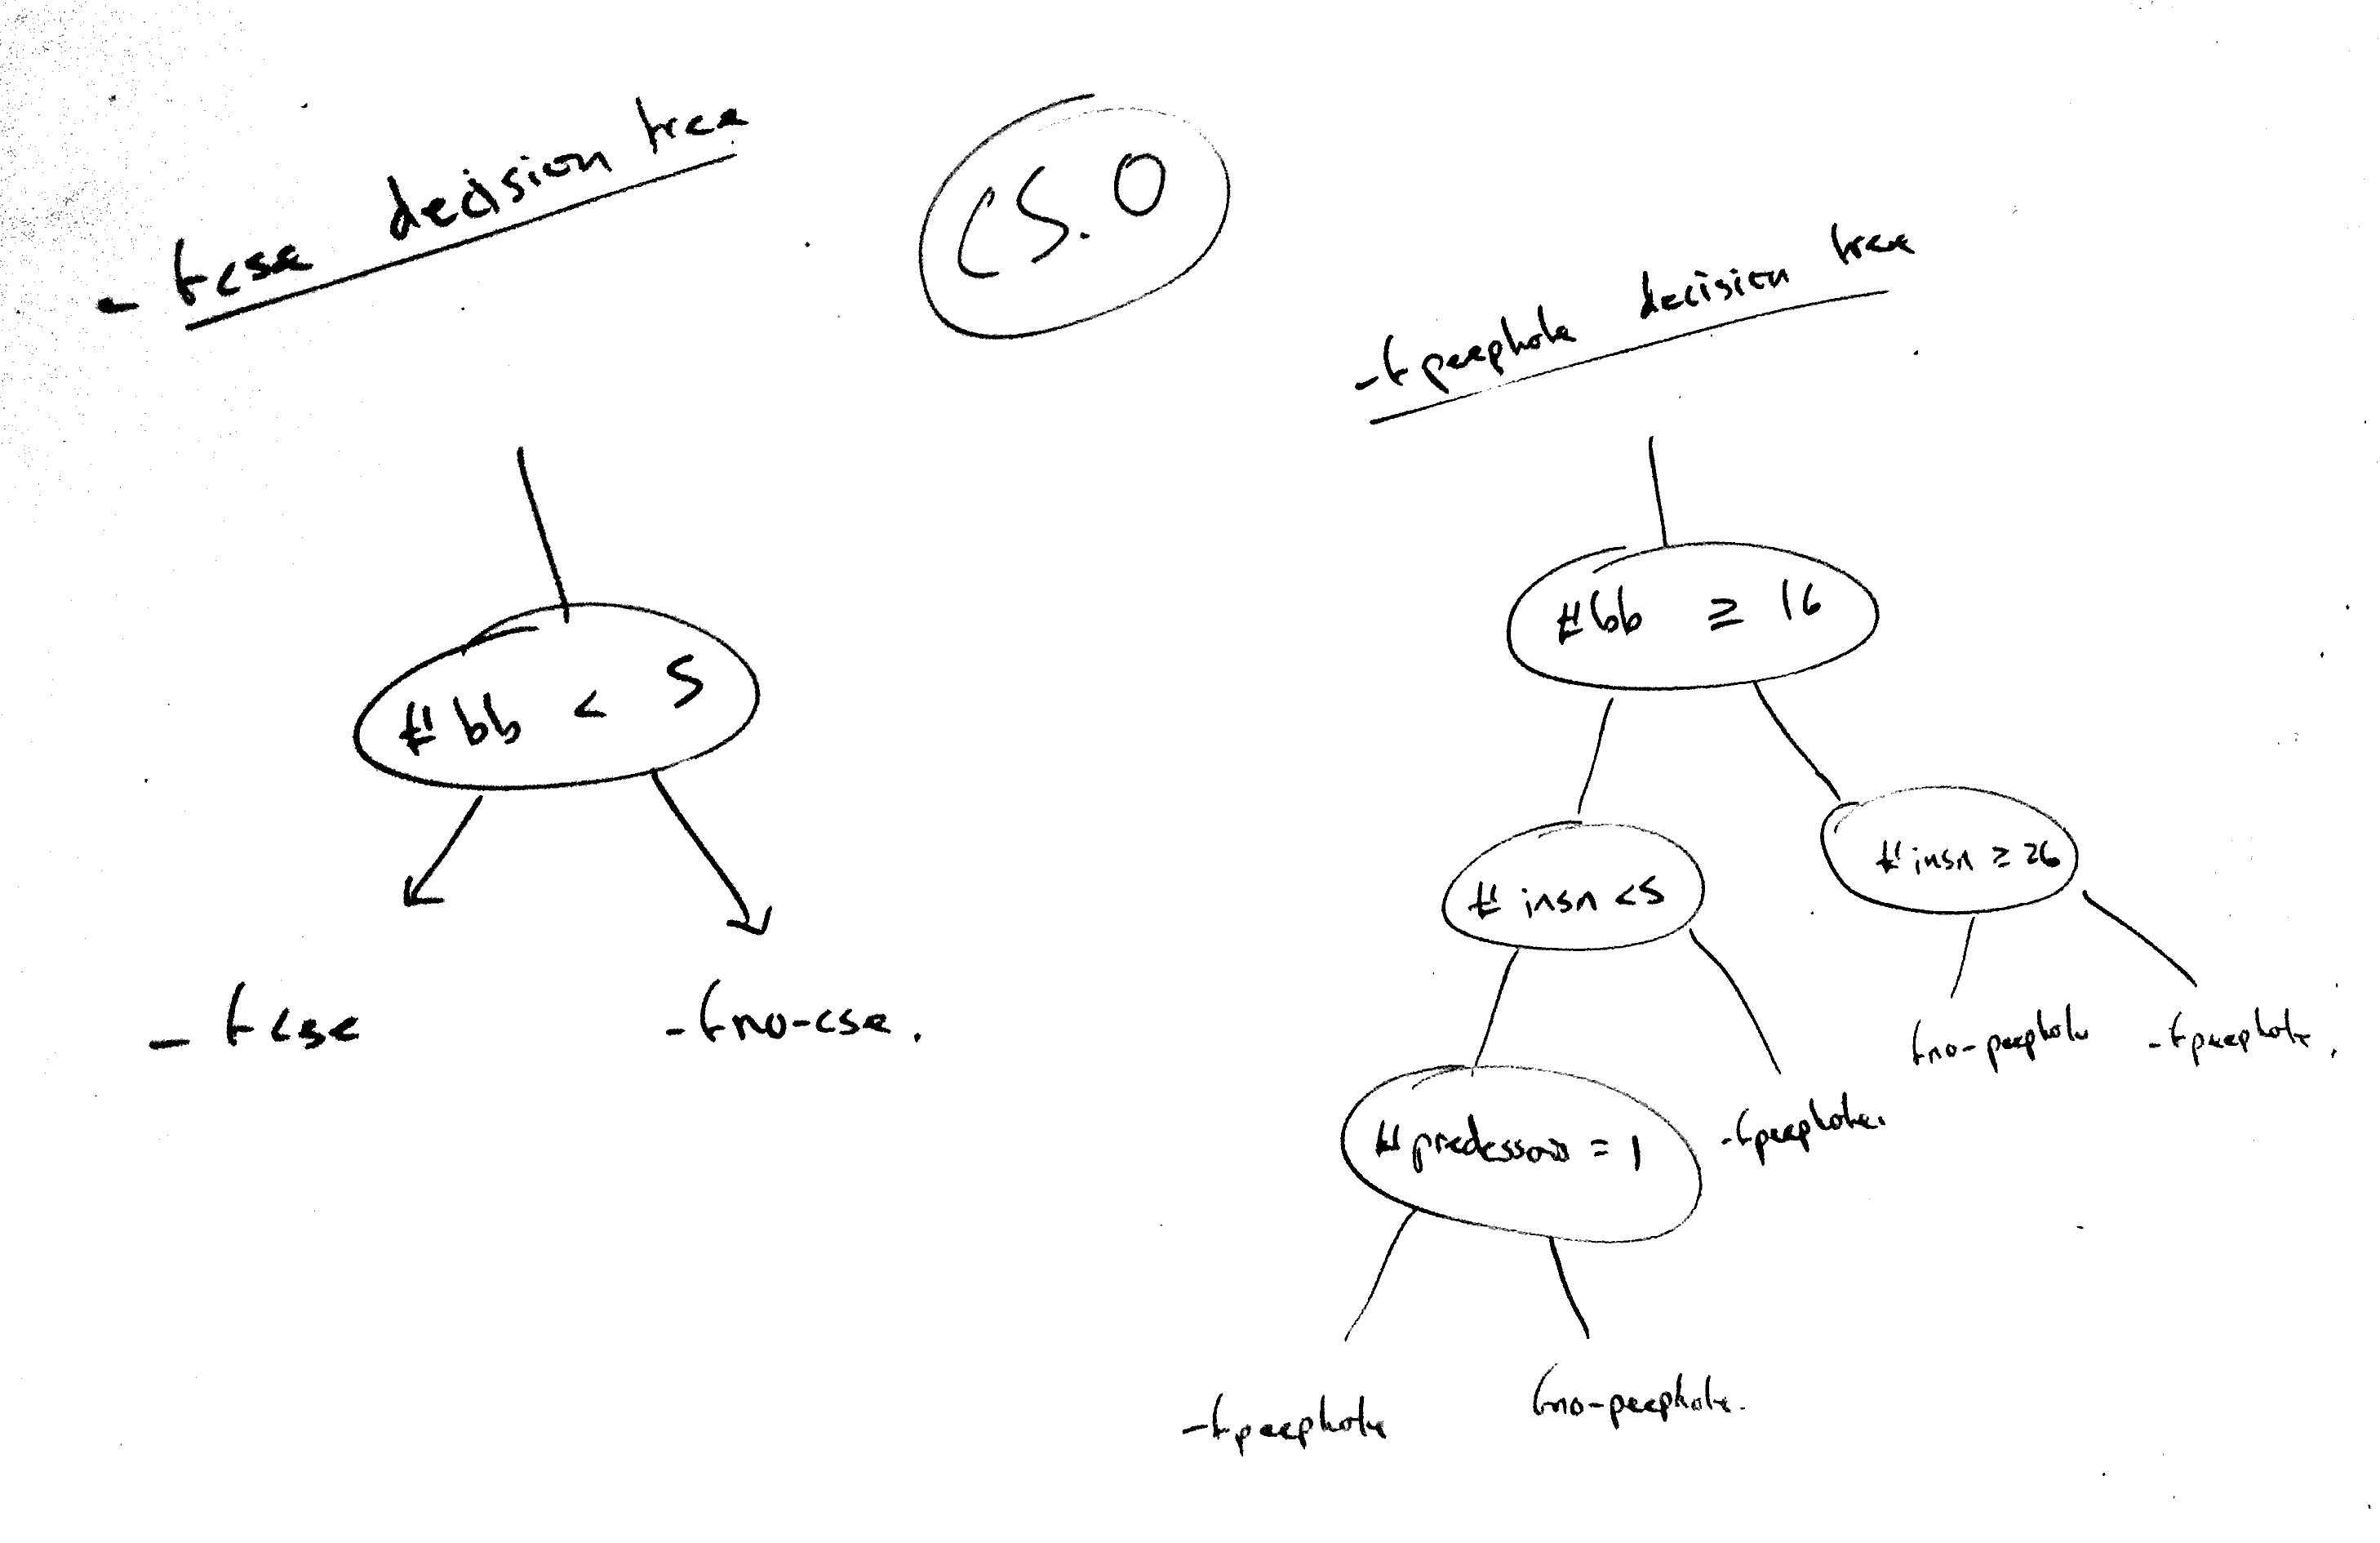 -fcse decision tree
C5.0
-fpeephole decision tree
#bb < 5
-fcse
-fno-cse.
#bb ≥ 16
#insn <5
#insn ≥ 26
fno-peephole
-fpeephole.
#predessors = 1
-fpeephole.
-fpeephole
fno-peephole.